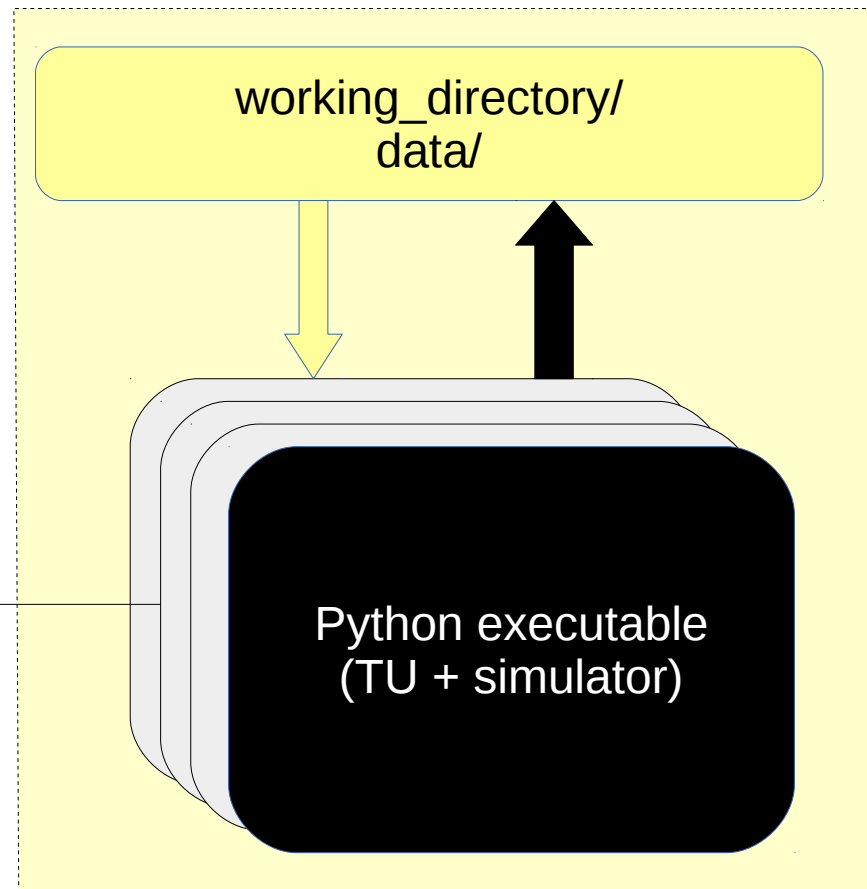 working_directory/
data/
Python executable
(TU + simulator)